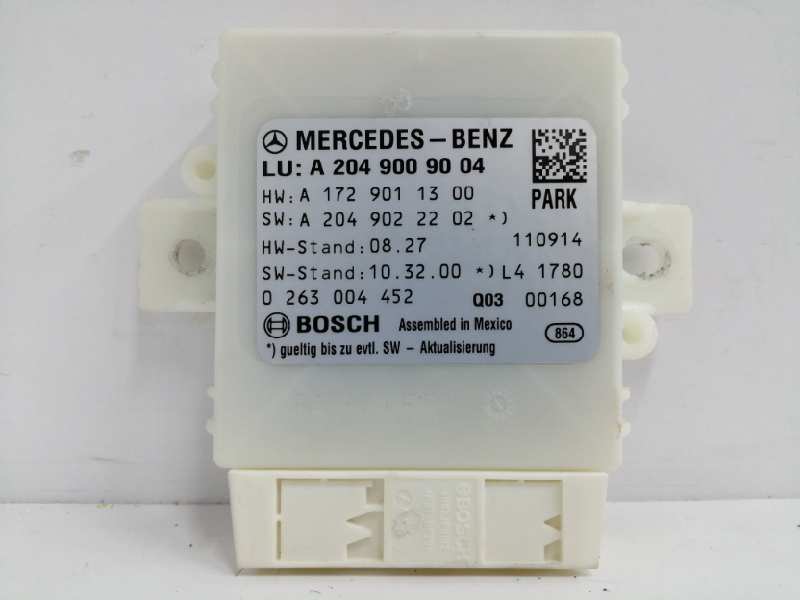 MERCEDES-BENZ
LU: A 204 900 90 04
PARK
HW: A 172 901 13 00
SW: A 204 902 22 02 *)
HW-Stand: 08.27 110914
SW-Stand: 10.32.00 *) L4 1780
0 263 004 452 Q03 00168
BOSCH Assembled in Mexico 864
*) gueltig bis zu evtl. SW - Aktualisierung
BOSCH